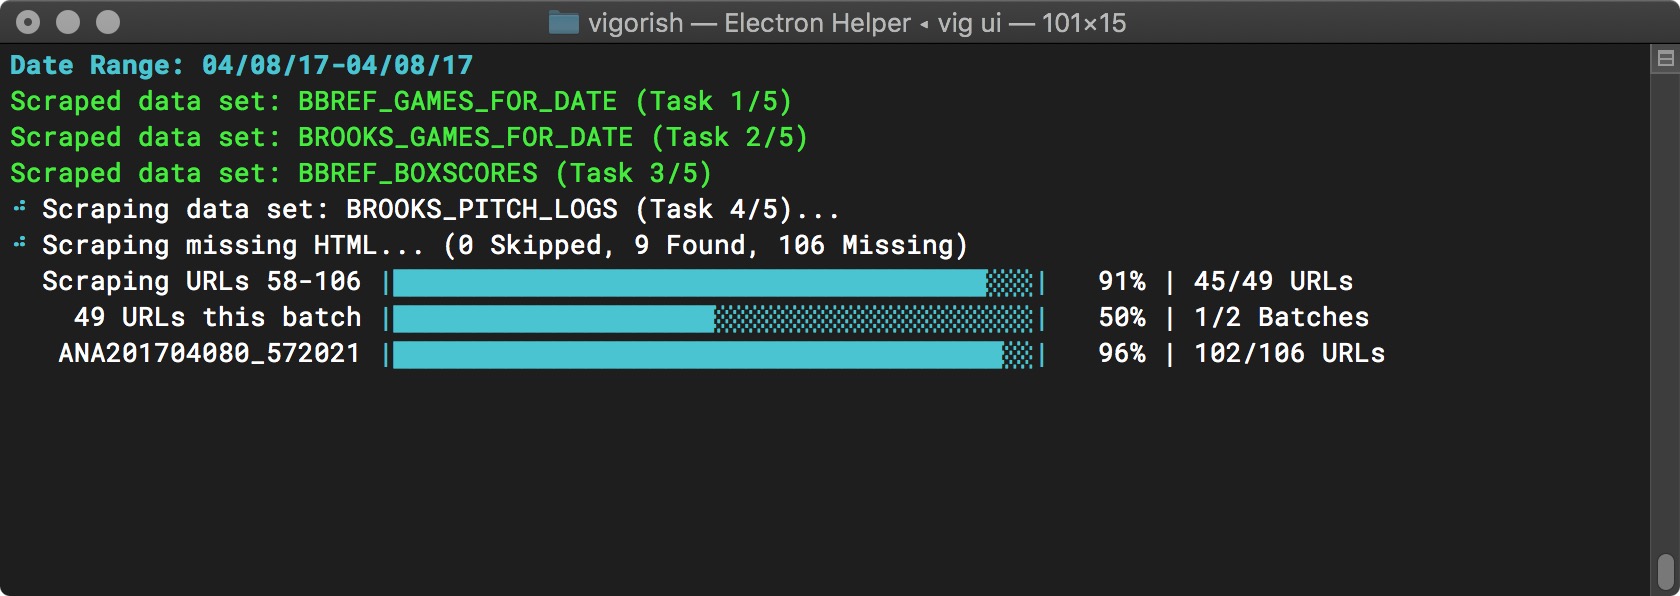 vigorish — Electron Helper ◂ vig ui — 101×15
Date Range: 04/08/17-04/08/17
Scraped data set: BBREF_GAMES_FOR_DATE (Task 1/5)
Scraped data set: BROOKS_GAMES_FOR_DATE (Task 2/5)
Scraped data set: BBREF_BOXSCORES (Task 3/5)
Scraping data set: BROOKS_PITCH_LOGS (Task 4/5)...
Scraping missing HTML... (0 Skipped, 9 Found, 106 Missing)
Scraping URLs 58-106 | | 91% | 45/49 URLs
49 URLs this batch | | 50% | 1/2 Batches
ANA201704080_572021 | | 96% | 102/106 URLs